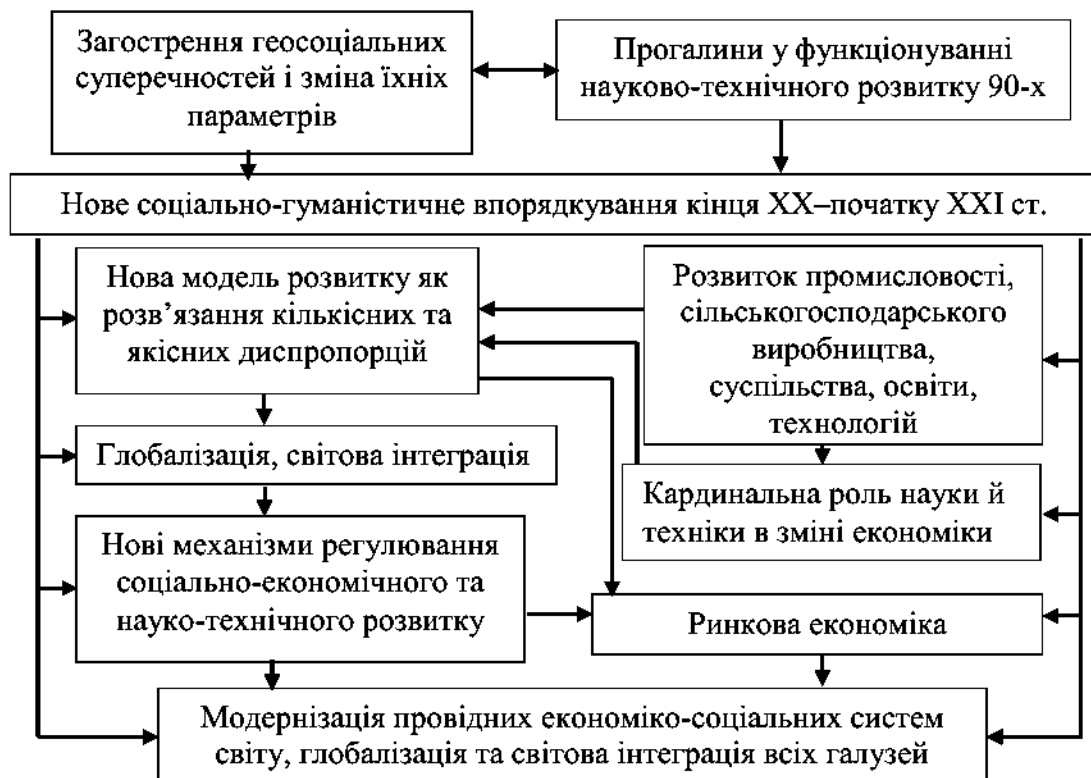 Загострення геосоціальних
суперечностей і зміна їхніх
параметрів
Прогалини у функціонуванні
науково-технічного розвитку 90-х
Нове соціально-гуманістичне впорядкування кінця XX–початку XXI ст.
Нова модель розвитку як
розв’язання кількісних та
якісних диспропорцій
Розвиток промисловості,
сільськогосподарського
виробництва,
суспільства, освіти,
технологій
Глобалізація, світова інтеграція
Кардинальна роль науки й
техніки в зміні економіки
Нові механізми регулювання
соціально-економічного та
науко-технічного розвитку
Ринкова економіка
Модернізація провідних економіко-соціальних систем
світу, глобалізація та світова інтеграція всіх галузей